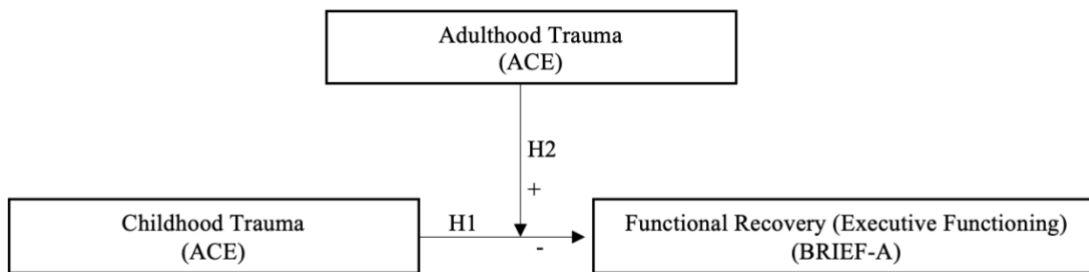 Adulthood Trauma
(ACE)
H2
+
Childhood Trauma
(ACE)
H1
-
Functional Recovery (Executive Functioning)
(BRIEF-A)